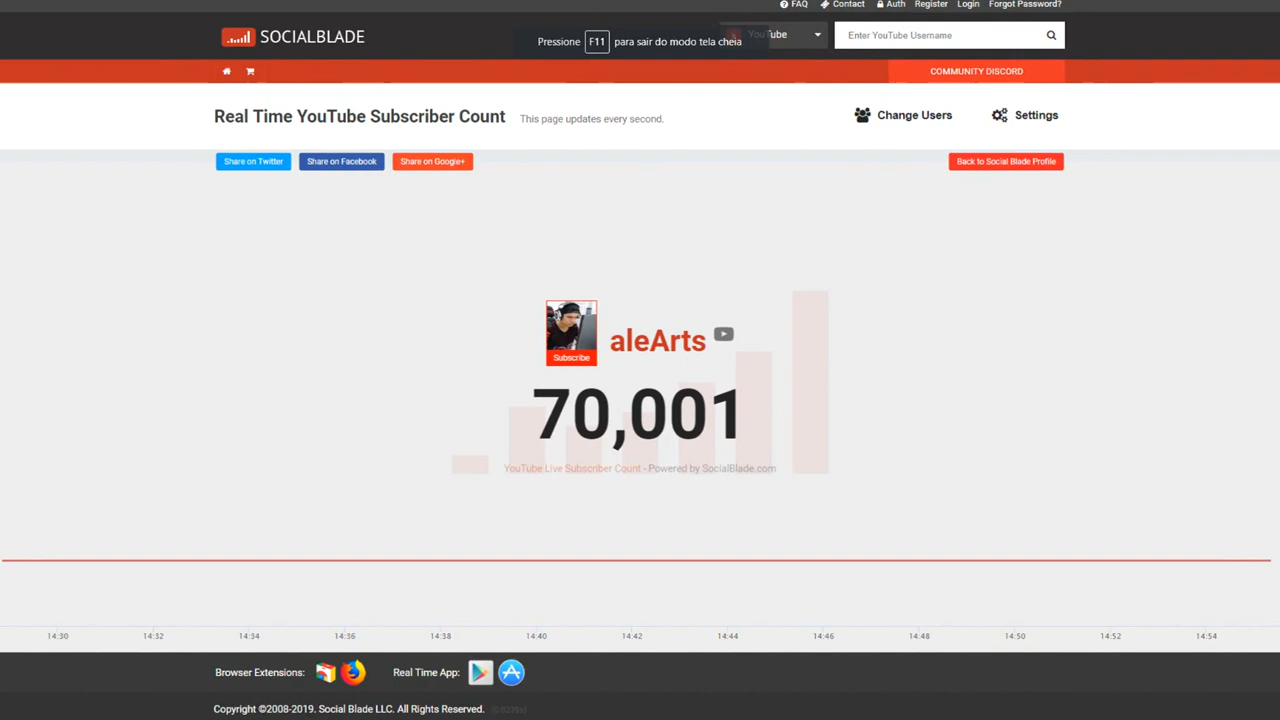 FAQ Contact Auth Register Login Forgot Password?
SOCIALBLADE
Pressione F11 para sair do modo tela cheia
YouTube
Enter YouTube Username
COMMUNITY DISCORD
Real Time YouTube Subscriber Count This page updates every second.
Change Users Settings
Share on Twitter Share on Facebook Share on Google+ Back to Social Blade Profile
Subscribe
aleArts
70,001
YouTube Live Subscriber Count - Powered by SocialBlade.com
14:30 14:32 14:34 14:36 14:38 14:40 14:42 14:44 14:46 14:48 14:50 14:52 14:54
Browser Extensions: Real Time App:
Copyright ©2008-2019. Social Blade LLC. All Rights Reserved.